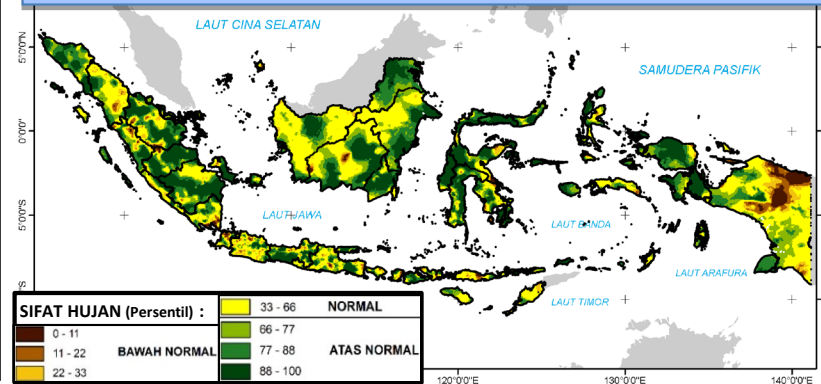 LAUT CINA SELATAN
5°0'0"N
SAMUDERA PASIFIK
0°0'0"
5°0'0"S
LAUT JAWA
LAUT BANDA
LAUT ARAFURA
LAUT TIMOR
SIFAT HUJAN (Persentil) :
0 - 11
11 - 22
22 - 33
BAWAH NORMAL
33 - 66 NORMAL
66 - 77
77 - 88
88 - 100
ATAS NORMAL
120°0'0"E
130°0'0"E
140°0'0"E